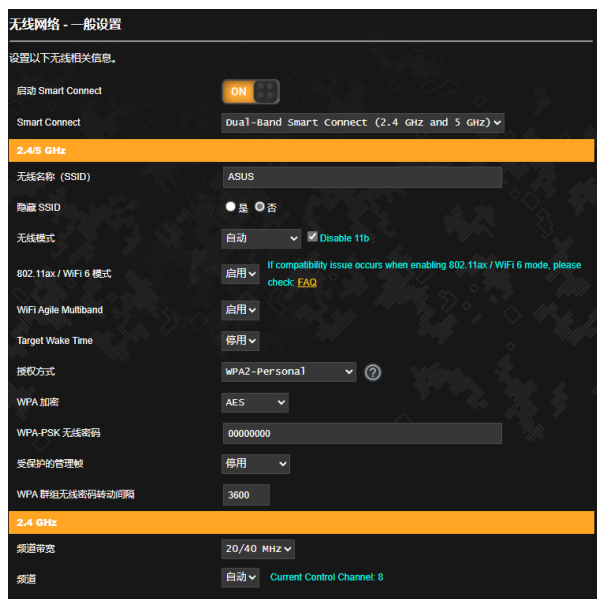 无线网络 - 一般设置
设置以下无线相关信息。
启动 Smart Connect ON
Smart Connect Dual-Band Smart Connect (2.4 GHz and 5 GHz)
2.4/5 GHz
无线名称（SSID） ASUS
隐藏 SSID 是 否
无线模式 自动 Disable 11b
802.11ax / WiFi 6 模式 启用 If compatibility issue occurs when enabling 802.11ax / WiFi 6 mode, please
check: FAQ
WiFi Agile Multiband 启用
Target Wake Time 停用
授权方式 WPA2-Personal ?
WPA 加密 AES
WPA-PSK 无线密码 00000000
受保护的管理帧 停用
WPA 群组无线密码转动间隔 3600
2.4 GHz
频道带宽 20/40 MHz
频道 自动 Current Control Channel: 8